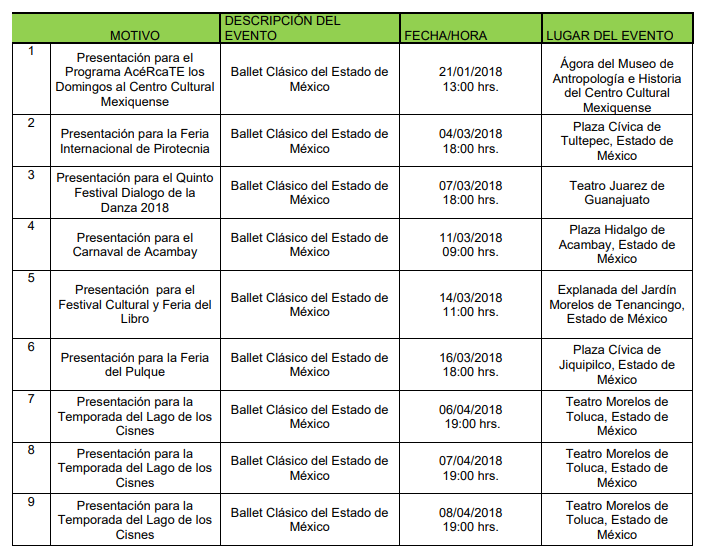 MOTIVO
DESCRIPCIÓN DEL
EVENTO
FECHA/HORA
LUGAR DEL EVENTO
1
Presentación para el
Programa AcéRcaTE los
Domingos al Centro Cultural
Mexiquense
Ballet Clásico del Estado de
México
21/01/2018
13:00 hrs.
Ágora del Museo de
Antropología e Historia
del Centro Cultural
Mexiquense
2
Presentación para la Feria
Internacional de Pirotecnia
Ballet Clásico del Estado de
México
04/03/2018
18:00 hrs.
Plaza Cívica de
Tultepec, Estado de
México
3
Presentación para el Quinto
Festival Dialogo de la
Danza 2018
Ballet Clásico del Estado de
México
07/03/2018
18:00 hrs.
Teatro Juarez de
Guanajuato
4
Presentación para el
Carnaval de Acambay
Ballet Clásico del Estado de
México
11/03/2018
09:00 hrs.
Plaza Hidalgo de
Acambay, Estado de
México
5
Presentación  para el
Festival Cultural y Feria del
Libro
Ballet Clásico del Estado de
México
14/03/2018
11:00 hrs.
Explanada del Jardín
Morelos de Tenancingo,
Estado de México
6
Presentación para la Feria
del Pulque
Ballet Clásico del Estado de
México
16/03/2018
18:00 hrs.
Plaza Cívica de
Jiquipilco, Estado de
México
7
Presentación para la
Temporada del Lago de los
Cisnes
Ballet Clásico del Estado de
México
06/04/2018
19:00 hrs.
Teatro Morelos de
Toluca, Estado de
México
8
Presentación para la
Temporada del Lago de los
Cisnes
Ballet Clásico del Estado de
México
07/04/2018
19:00 hrs.
Teatro Morelos de
Toluca, Estado de
México
9
Presentación para la
Temporada del Lago de los
Cisnes
Ballet Clásico del Estado de
México
08/04/2018
19:00 hrs.
Teatro Morelos de
Toluca, Estado de
México